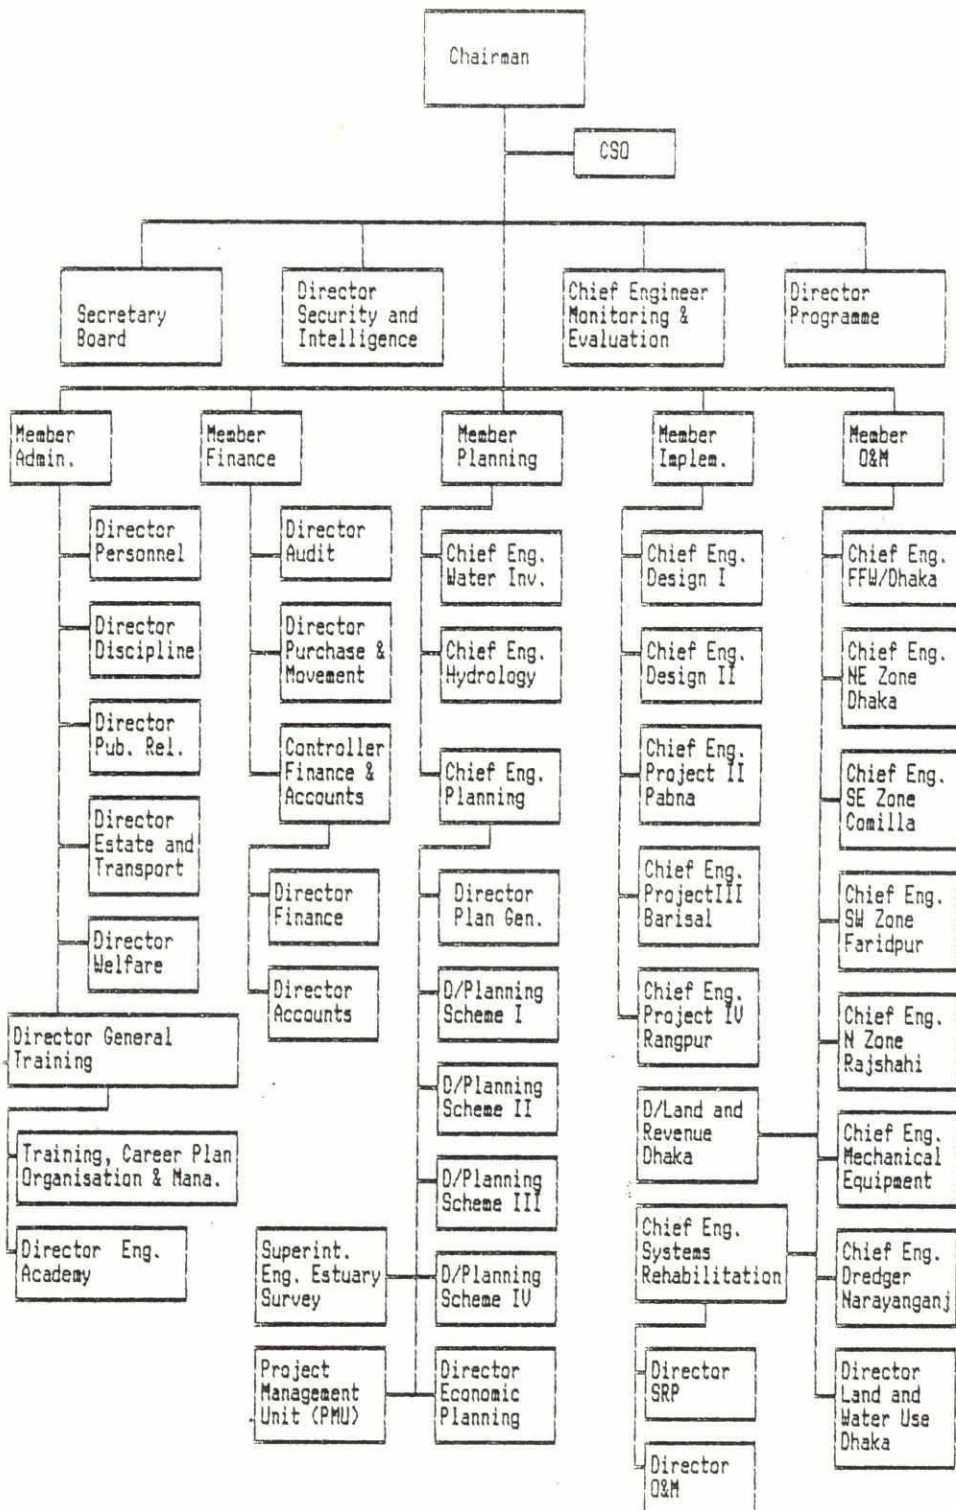 Chairman
CSO
Secretary
Board
Director
Security and
Intelligence
Chief Engineer
Monitoring &
Evaluation
Director
Programme
Member
Admin.
Member
Finance
Member
Planning
Member
Implem.
Member
O&M
Director
Personnel
Director
Discipline
Director
Pub. Rel.
Director
Estate and
Transport
Director
Welfare
Director General
Training
Training, Career Plan
Organisation & Mana.
Director Eng.
Academy
Director
Audit
Director
Purchase &
Movement
Controller
Finance &
Accounts
Director
Finance
Director
Accounts
Chief Eng.
Water Inv.
Chief Eng.
Hydrology
Chief Eng.
Planning
Director
Plan Gen.
D/Planning
Scheme I
D/Planning
Scheme II
D/Planning
Scheme III
Superint.
Eng. Estuary
Survey
D/Planning
Scheme IV
Project
Management
Unit (PMU)
Director
Economic
Planning
Chief Eng.
Design I
Chief Eng.
Design II
Chief Eng.
Project II
Pabna
Chief Eng.
ProjectIII
Barisal
Chief Eng.
Project IV
Rangpur
D/Land and
Revenue
Dhaka
Chief Eng.
Systems
Rehabilitation
Director
SRP
Director
O&M
Chief Eng.
FFW/Dhaka
Chief Eng.
NE Zone
Dhaka
Chief Eng.
SE Zone
Comilla
Chief Eng.
SW Zone
Faridpur
Chief Eng.
N Zone
Rajshahi
Chief Eng.
Mechanical
Equipment
Chief Eng.
Dredger
Narayanganj
Director
Land and
Water Use
Dhaka